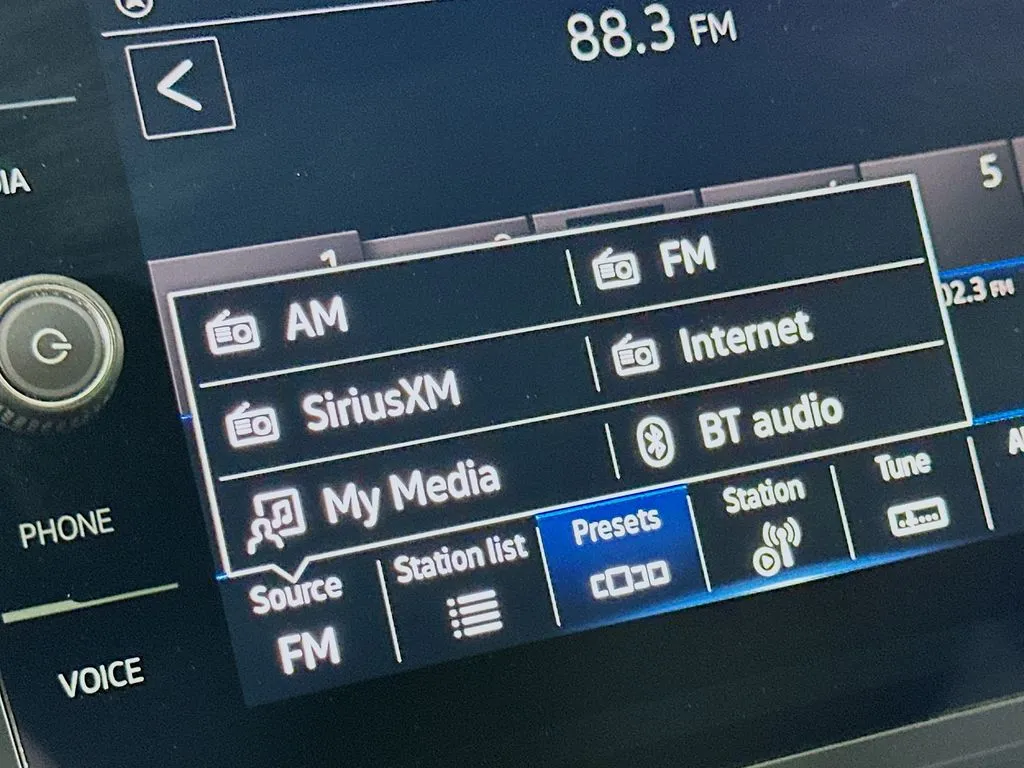 88.3 FM
5
1
02.3 FM
AM
FM
SiriusXM
Internet
My Media
BT audio
Source
FM
Station list
Presets
Station
Tune
PHONE
VOICE